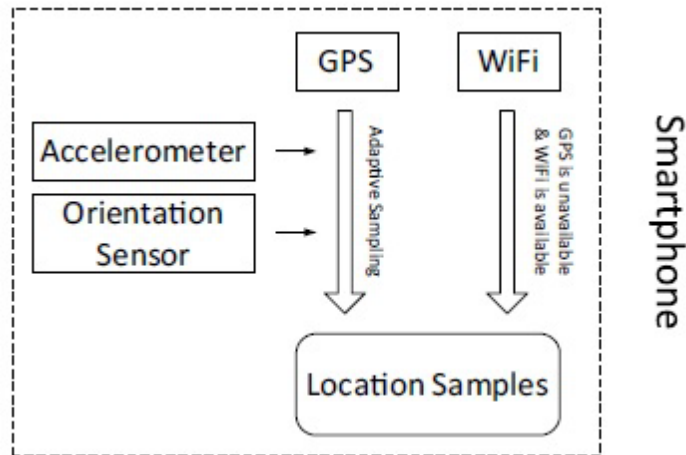 GPS
WiFi
Accelerometer
Orientation
Sensor
Adaptive Sampling
GPS is unavailable
& WiFi is available
Location Samples
Smartphone